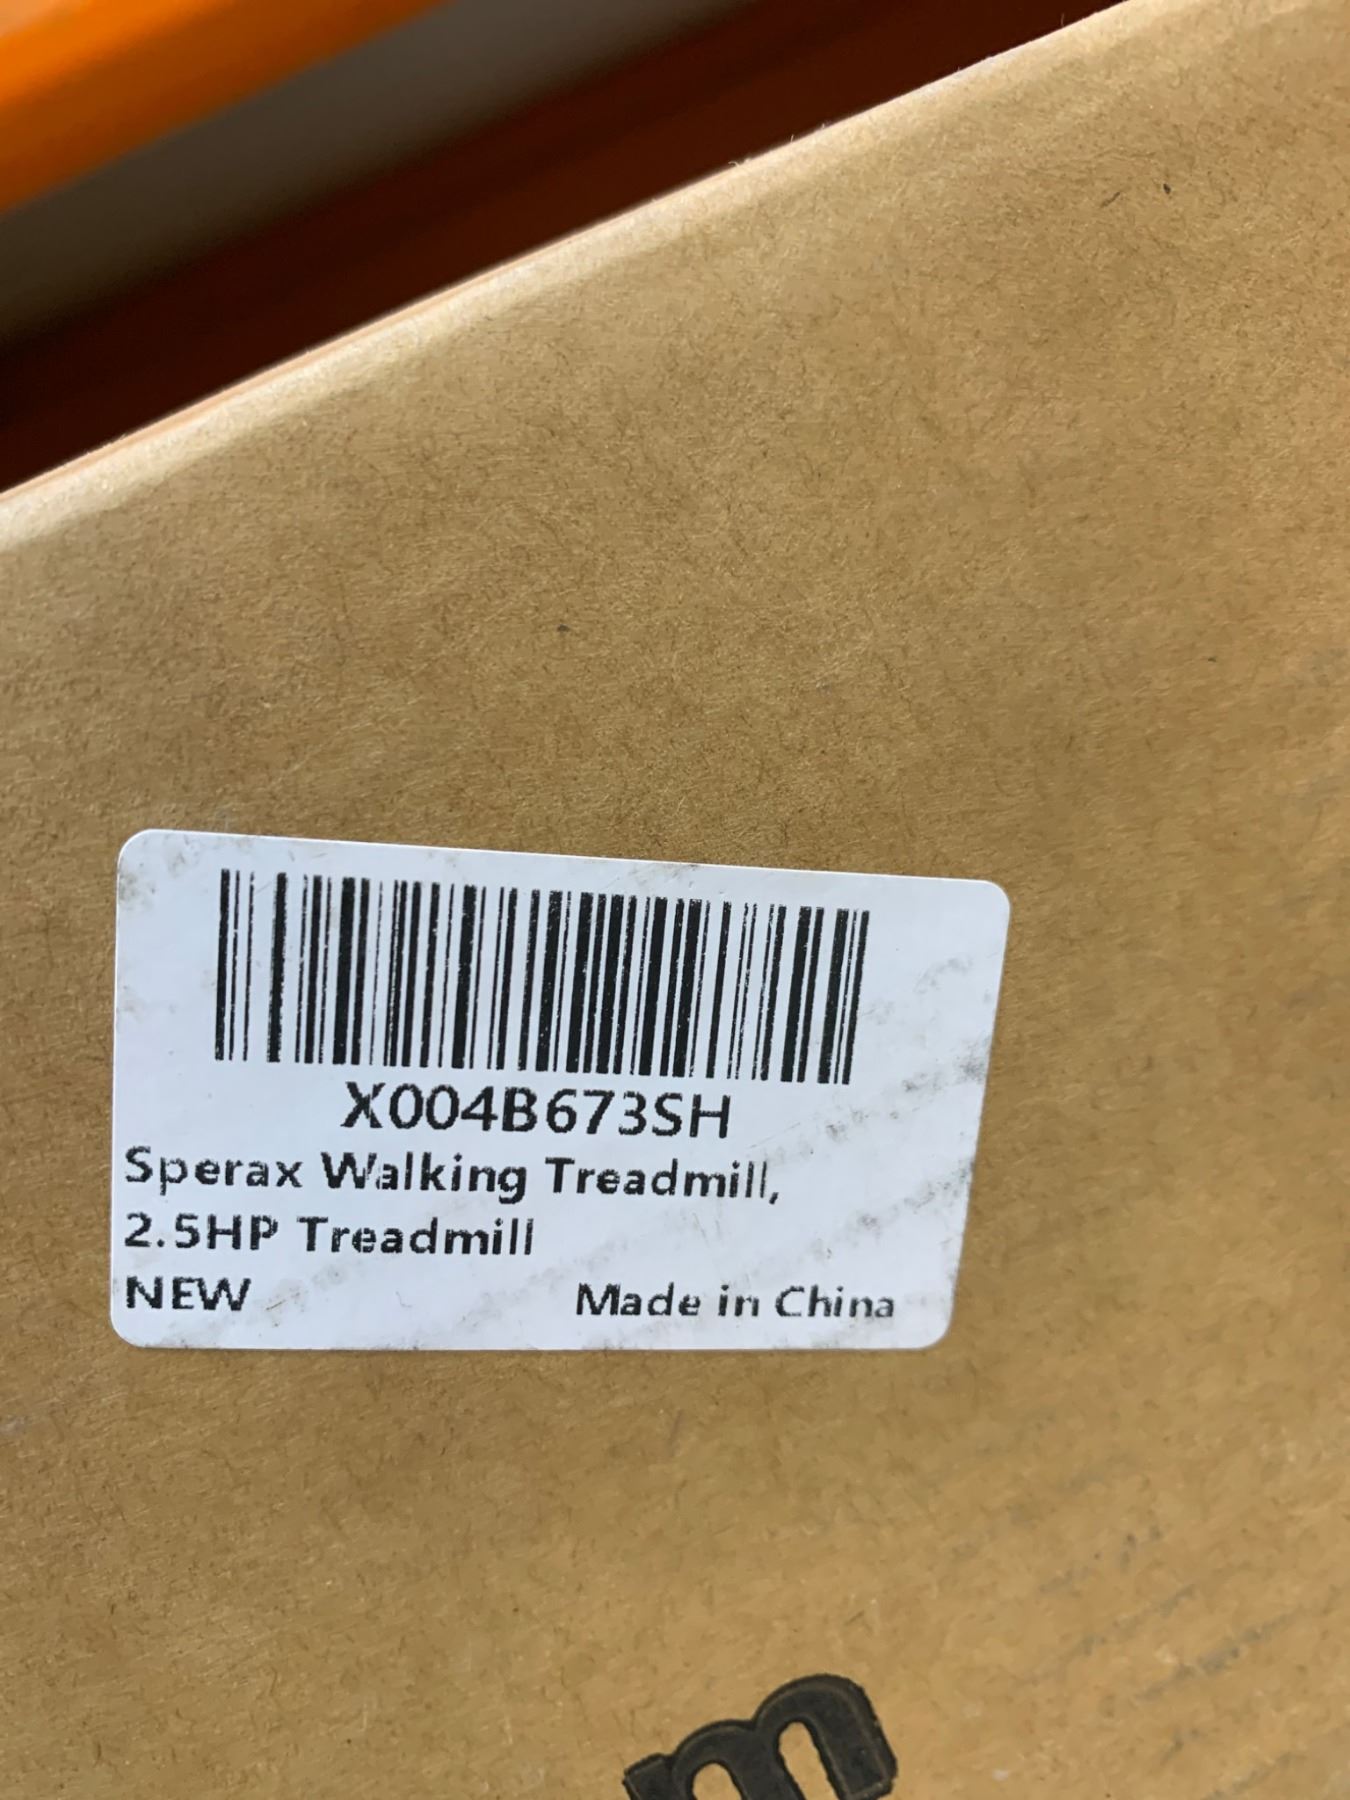 X004B673SH
Sperax Walking Treadmill,
2.5HP Treadmill
NEW Made in China
m